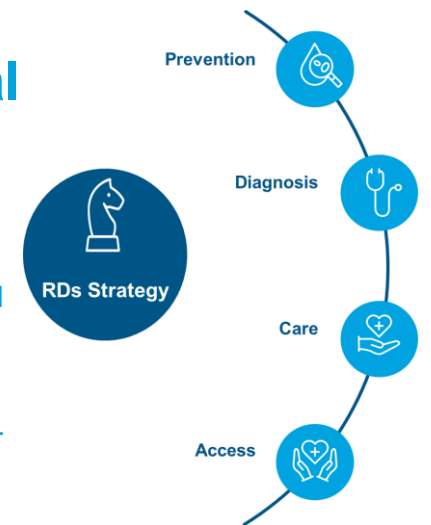 Prevention
Diagnosis
RDs Strategy
Care
Access